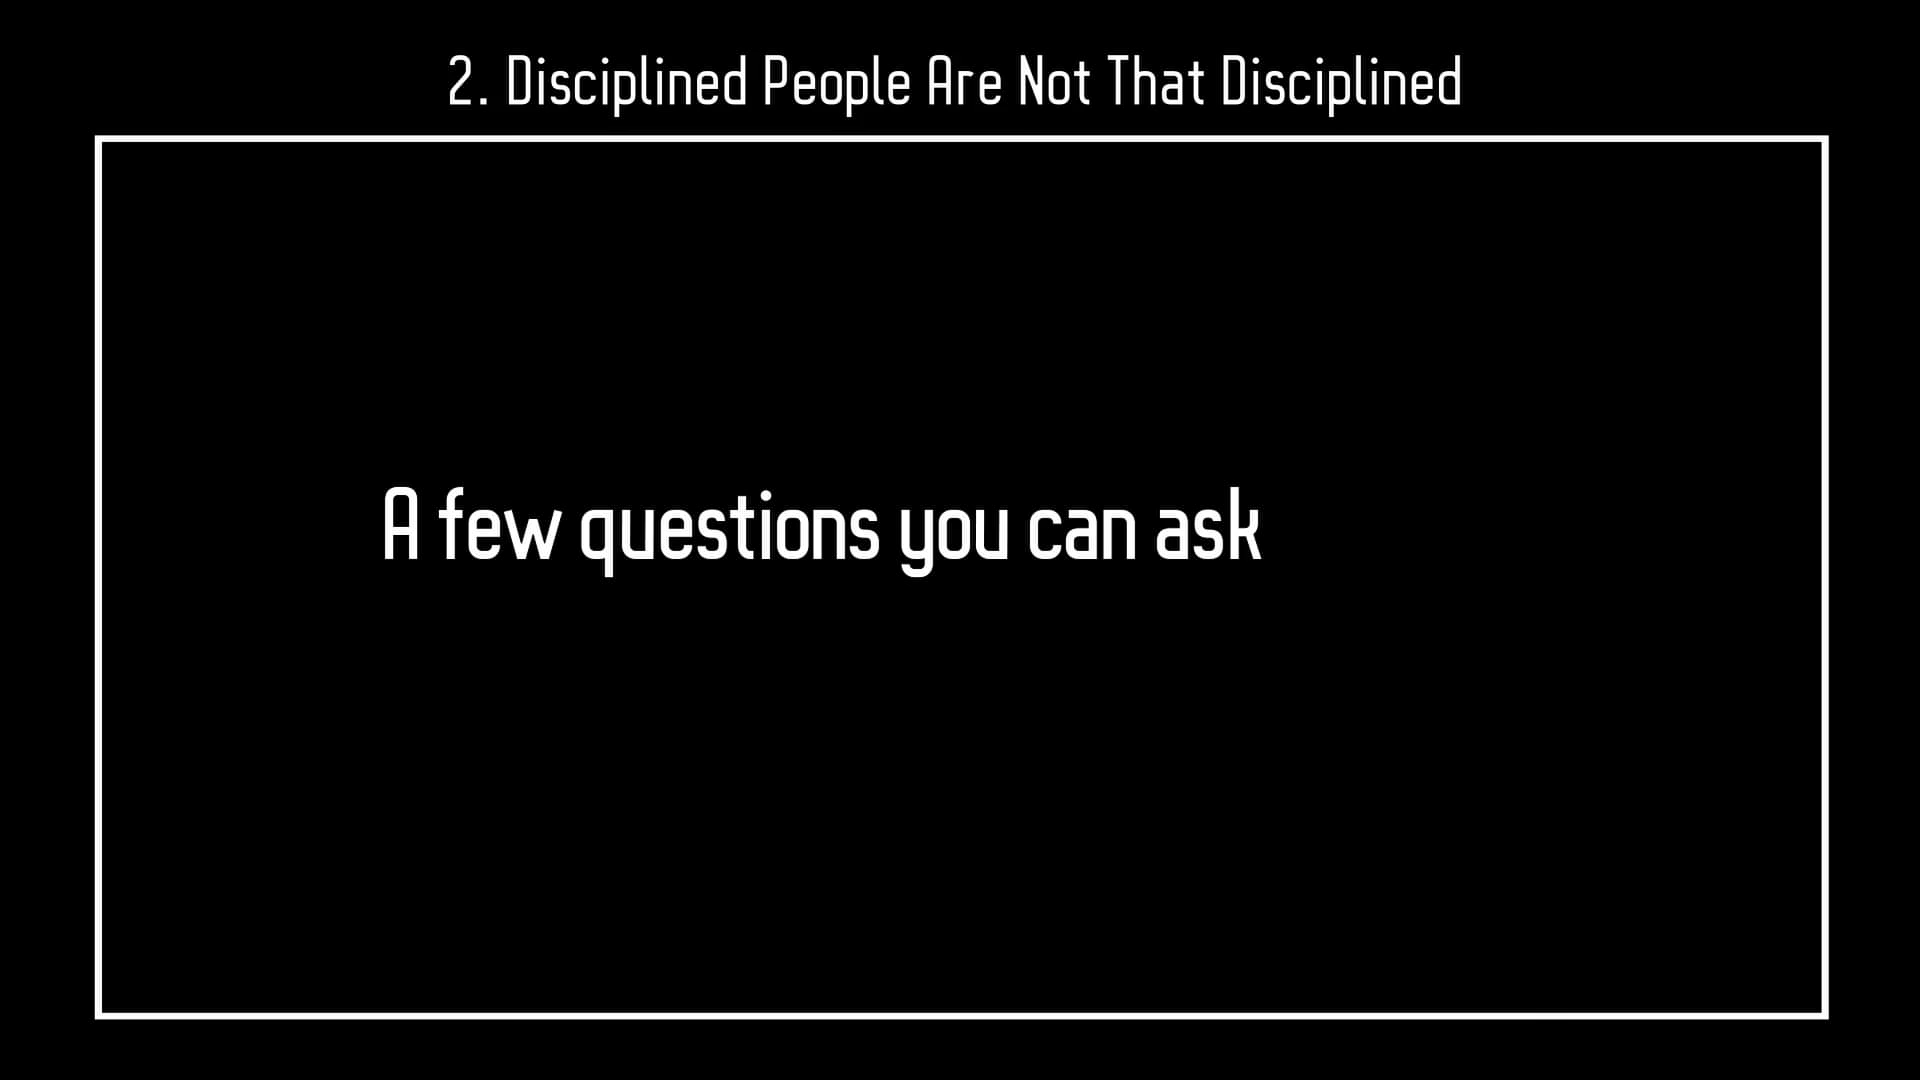 2. Disciplined People Are Not That Disciplined
A few questions you can ask